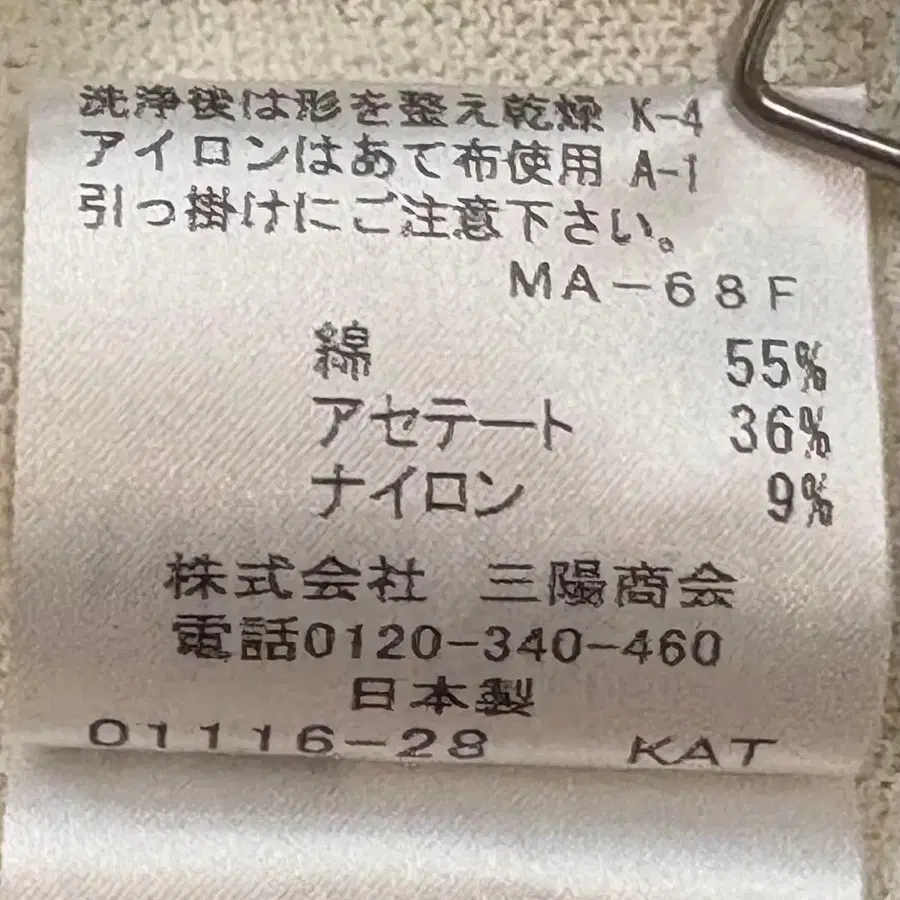 洗浄後は形を整え乾燥 K-4
アイロンはあて布使用 A-1
引っ掛けにご注意下さい。
MA-68F
綿 55%
アセテート 36%
ナイロン 9%
株式会社 三陽商会
電話0120-340-460
日本製
01116-28 KAT